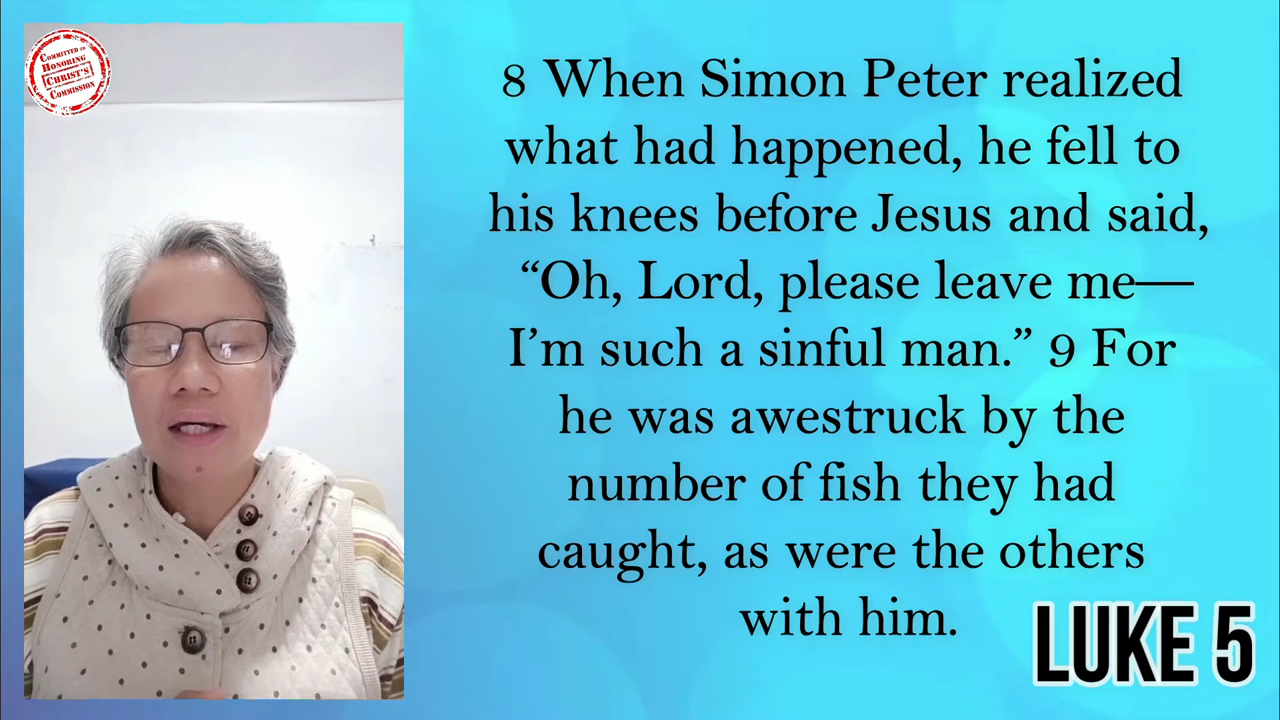 COMMITTED TO
HONORING
CHRIST'S
COMMISSION
8 When Simon Peter realized
what had happened, he fell to
his knees before Jesus and said,
“Oh, Lord, please leave me—
I’m such a sinful man.” 9 For
he was awestruck by the
number of fish they had
caught, as were the others
with him.
LUKE 5